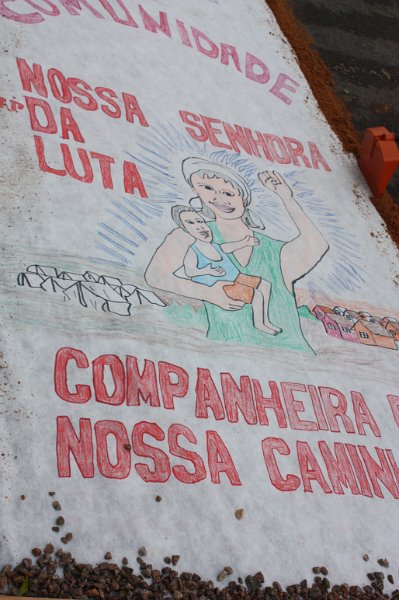 COMUNIDADE
NOSSA SENHORA
DA
LUTA
COMPANHEIRA
NOSSA